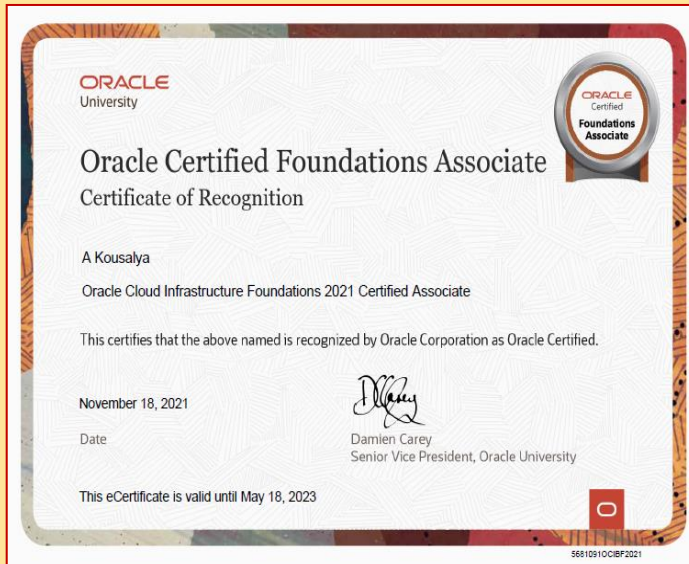 ORACLE
University
ORACLE
Certified
Foundations
Associate
Oracle Certified Foundations Associate
Certificate of Recognition
A Kousalya
Oracle Cloud Infrastructure Foundations 2021 Certified Associate
This certifies that the above named is recognized by Oracle Corporation as Oracle Certified.
November 18, 2021
Date
Damien Carey
Senior Vice President, Oracle University
This eCertificate is valid until May 18, 2023
5681091OCIBF2021